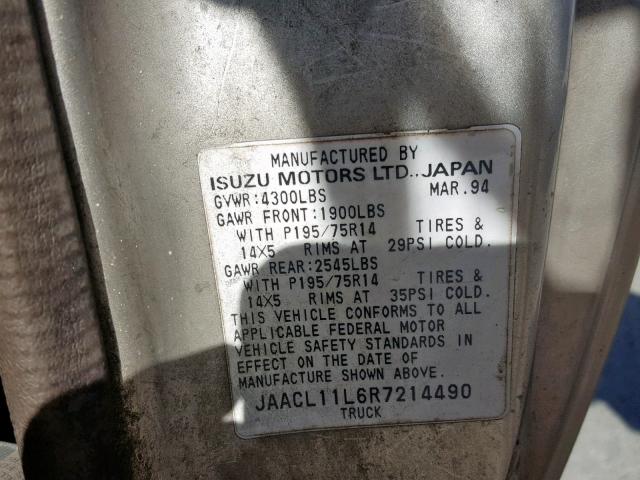 MANUFACTURED BY
ISUZU MOTORS LTD., JAPAN
GVWR:4300LBS MAR.94
GAWR FRONT:1900LBS
WITH P195/75R14 TIRES &
14X5 RIMS AT 29PSI COLD.
GAWR REAR:2545LBS
WITH P195/75R14 TIRES &
14X5 RIMS AT 35PSI COLD.
THIS VEHICLE CONFORMS TO ALL
APPLICABLE FEDERAL MOTOR
VEHICLE SAFETY STANDARDS IN
EFFECT ON THE DATE OF
MANUFACTURE SHOWN ABOVE.
JAACL11L6R7214490
TRUCK